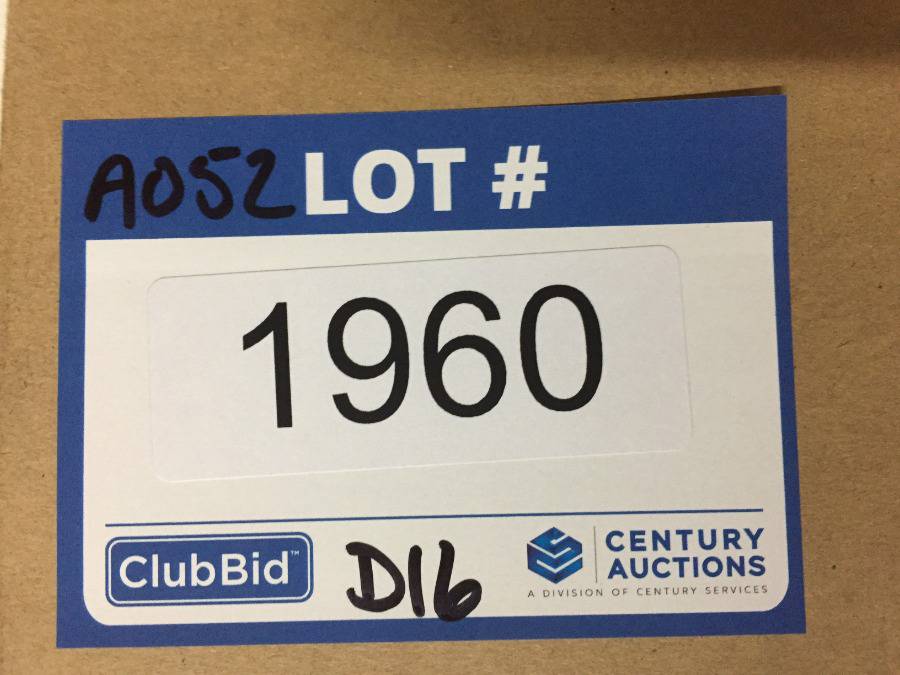 A052 LOT #
1960
ClubBid™ D16 CENTURY
AUCTIONS
A DIVISION OF CENTURY SERVICES